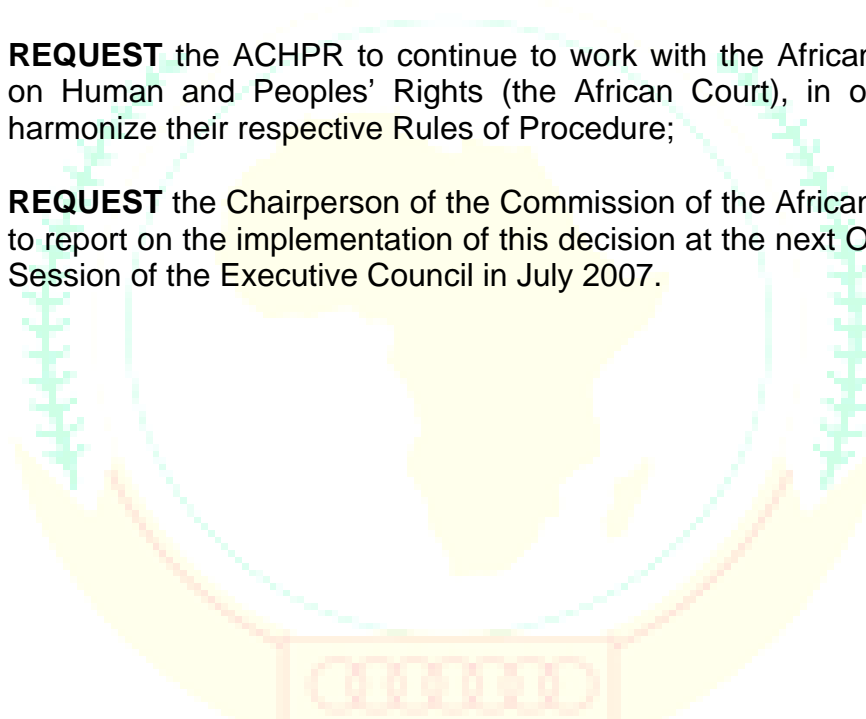 REQUEST the ACHPR to continue to work with the African
on Human and Peoples’ Rights (the African Court), in o
harmonize their respective Rules of Procedure;
REQUEST the Chairperson of the Commission of the African
to report on the implementation of this decision at the next O
Session of the Executive Council in July 2007.